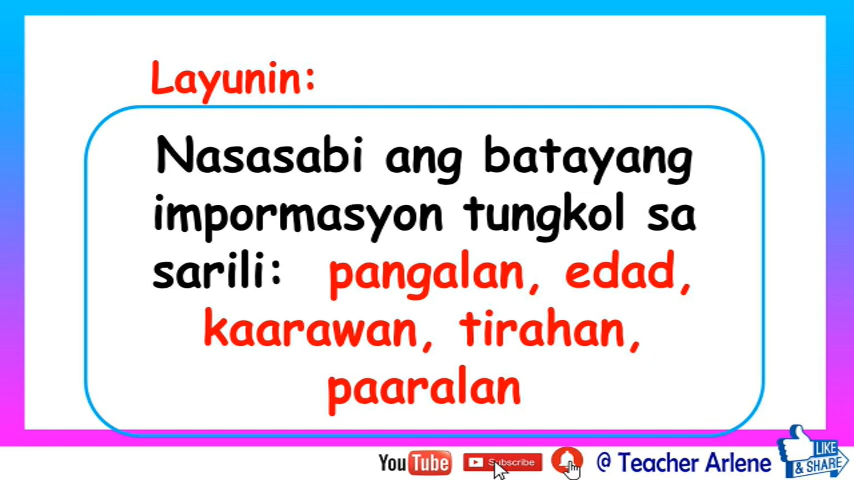 Layunin:
Nasasabi ang batayang
impormasyon tungkol sa
sarili: pangalan, edad,
kaarawan, tirahan,
paaralan
YouTube Subscribe @ Teacher Arlene
LIKE
& SHARE